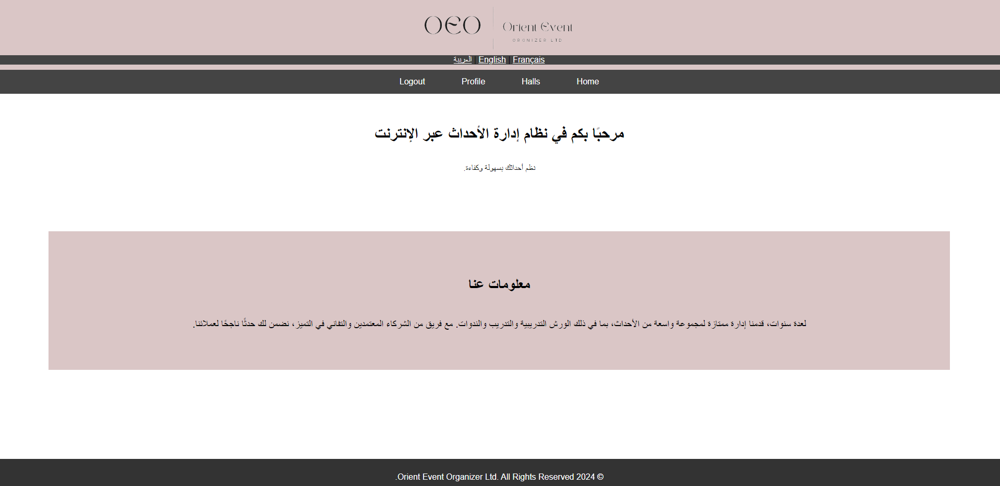 OEO
Orient Event
ORGNIZER LTD
العربية | English | Français
Logout Profile Halls Home
مرحبًا بكم في نظام إدارة الأحداث عبر الإنترنت
نظم أحداثك بسهولة وكفاءة.
معلومات عنا
لعدة سنوات، قدمنا إدارة ممتازة لمجموعة واسعة من الأحداث، بما في ذلك الورش التدريبية والتدريب والندوات. مع فريق من الشركاء المعتمدين والتفاني في التميز، نضمن لك حدثًا ناجحًا لعملائنا.
.Orient Event Organizer Ltd. All Rights Reserved 2024 ©